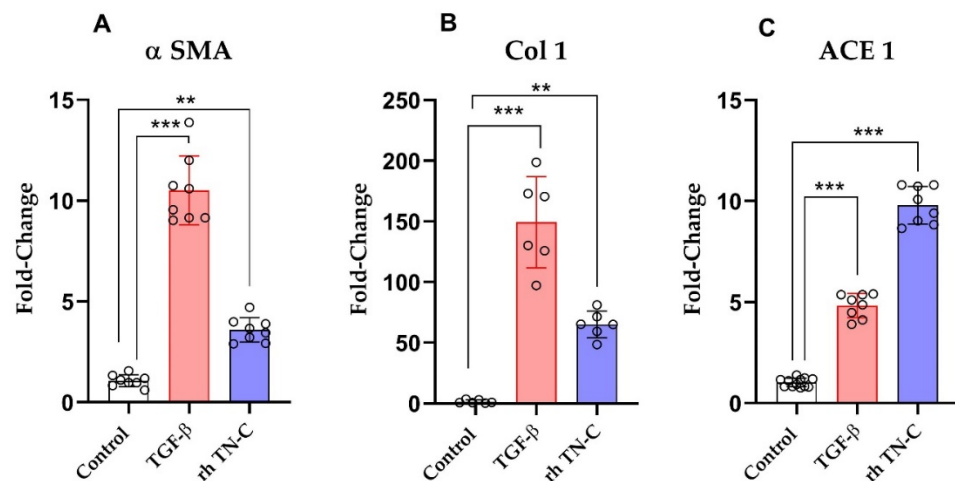 A
α SMA
Fold-Change
15
10
5
0
**
***
Control
TGF-β
rh TN-C
B
Col 1
Fold-Change
250
200
150
100
50
0
**
***
Control
TGF-β
rh TN-C
C
ACE 1
Fold-Change
15
10
5
0
***
***
Control
TGF-β
rh TN-C